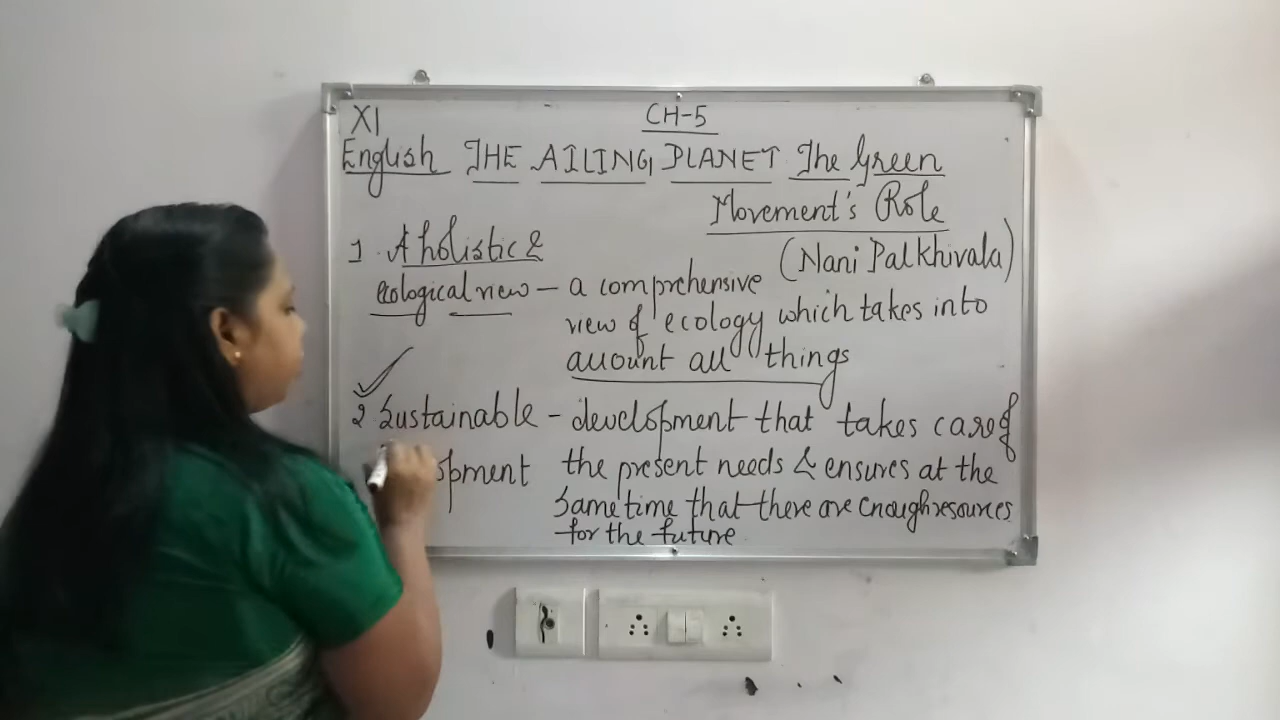 XI
CH-5
English THE AILING PLANET The Green
Movement's Role
(Nani Palkhivala)
1. A holistic &
ecological view — a comprehensive
view of ecology which takes into
account all things
2 Sustainable - development that takes care of
opment the present needs & ensures at the
same time that there are enough resources
for the future